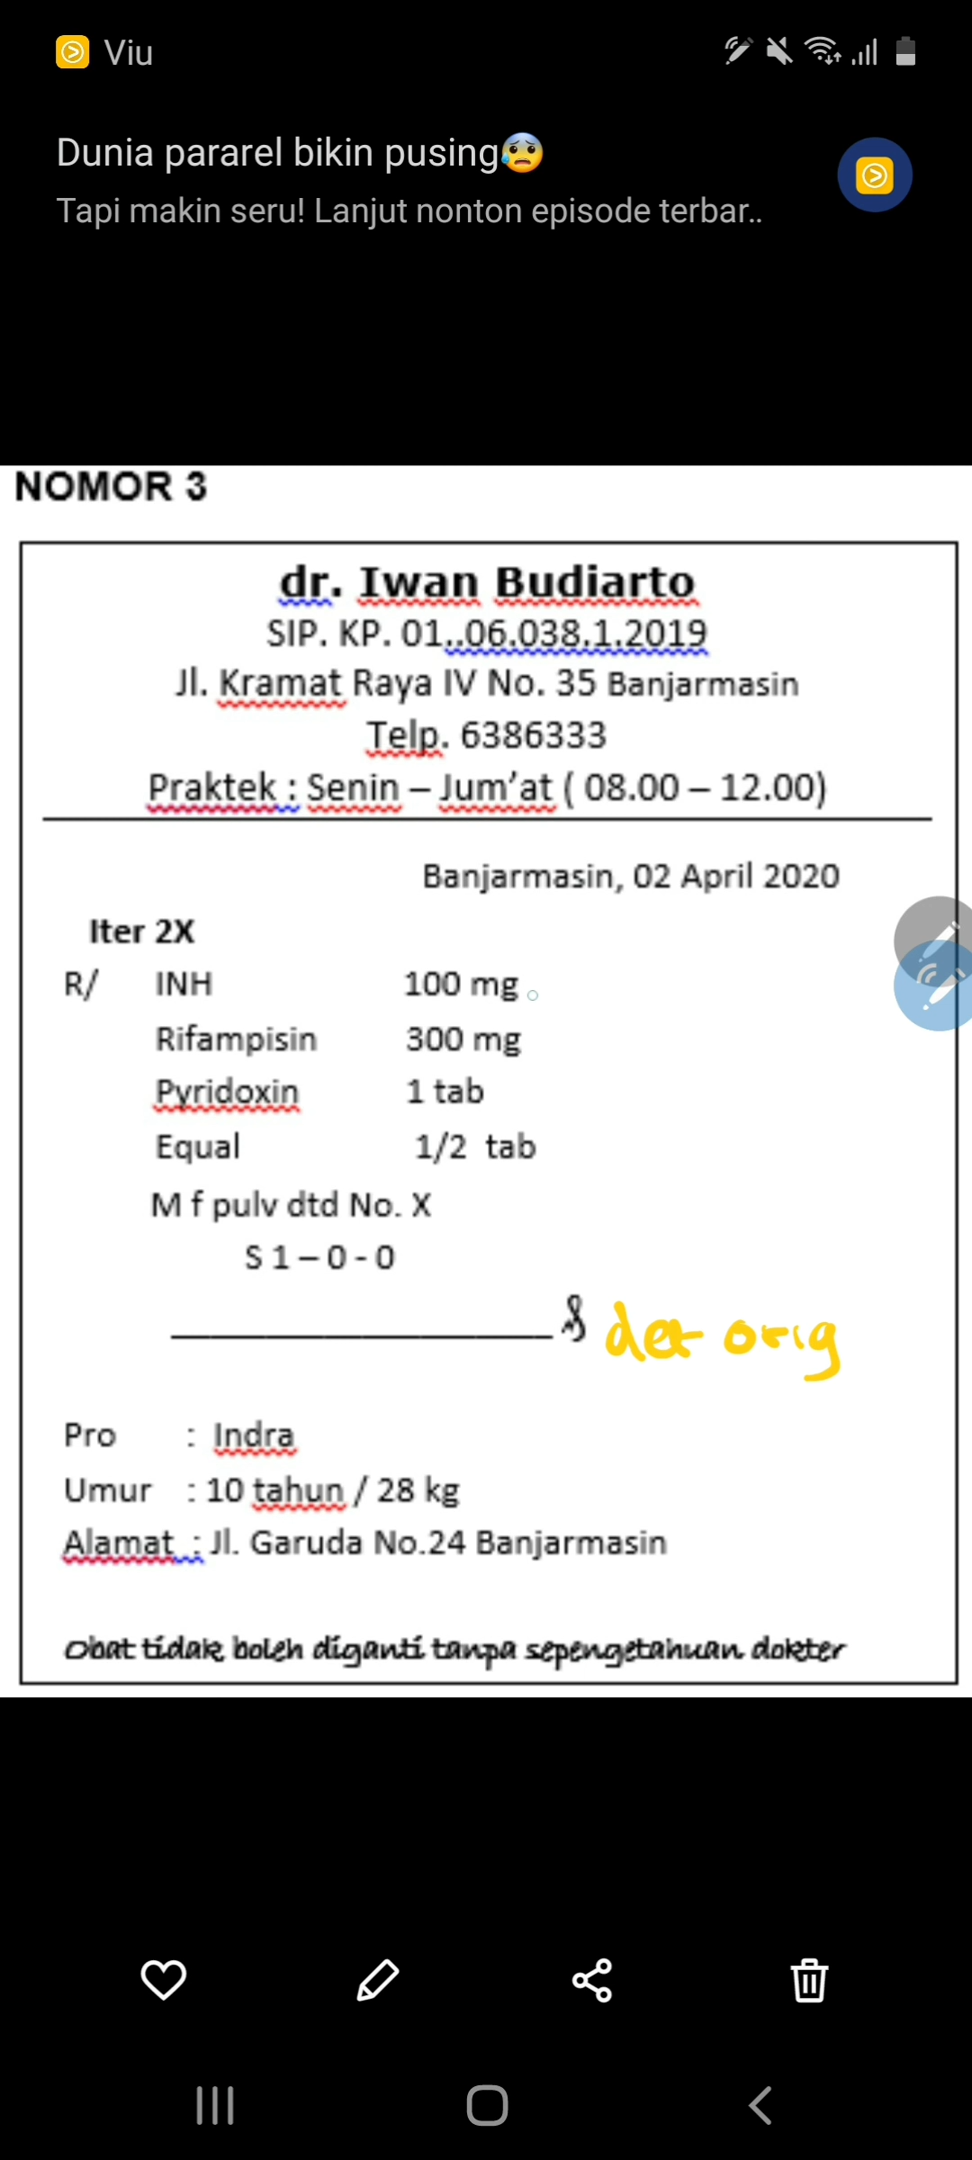 Viu
Dunia pararel bikin pusing😰
Tapi makin seru! Lanjut nonton episode terbar..
NOMOR 3
dr. Iwan Budiarto
SIP. KP. 01..06.038.1.2019
Jl. Kramat Raya IV No. 35 Banjarmasin
Telp. 6386333
Praktek : Senin – Jum’at ( 08.00 – 12.00)
Banjarmasin, 02 April 2020
Iter 2X
R/ INH 100 mg
Rifampisin 300 mg
Pyridoxin 1 tab
Equal 1/2 tab
M f pulv dtd No. X
S 1 – 0 - 0
det orig
Pro : Indra
Umur : 10 tahun / 28 kg
Alamat : Jl. Garuda No.24 Banjarmasin
Obat tidak boleh diganti tanpa sepengetahuan dokter